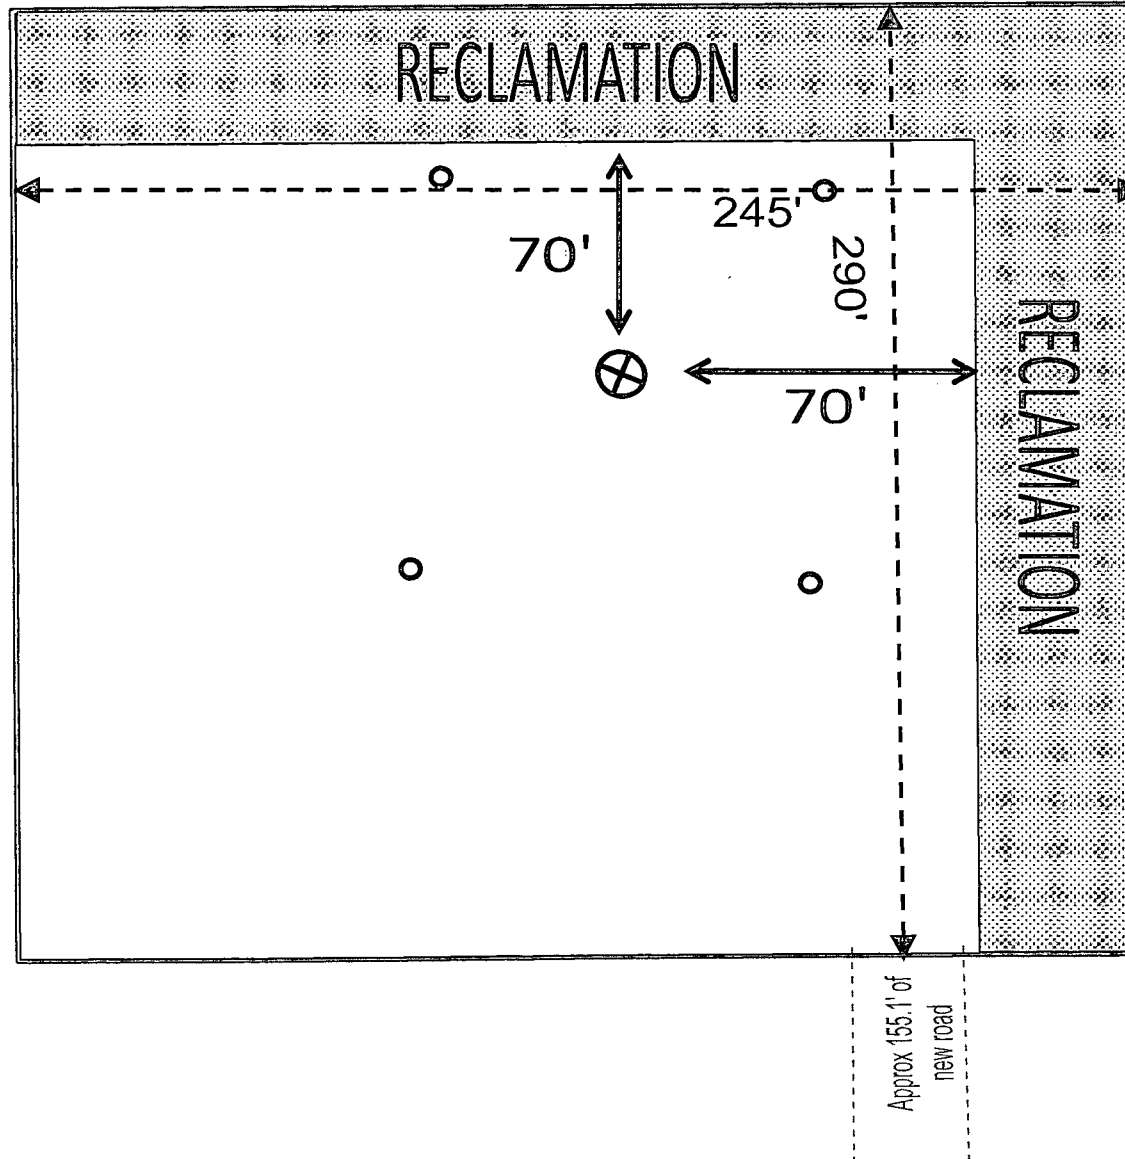 RECLAMATION
245'
70'
290'
RECLAMATION
70'
Approx 155.1' of
new road